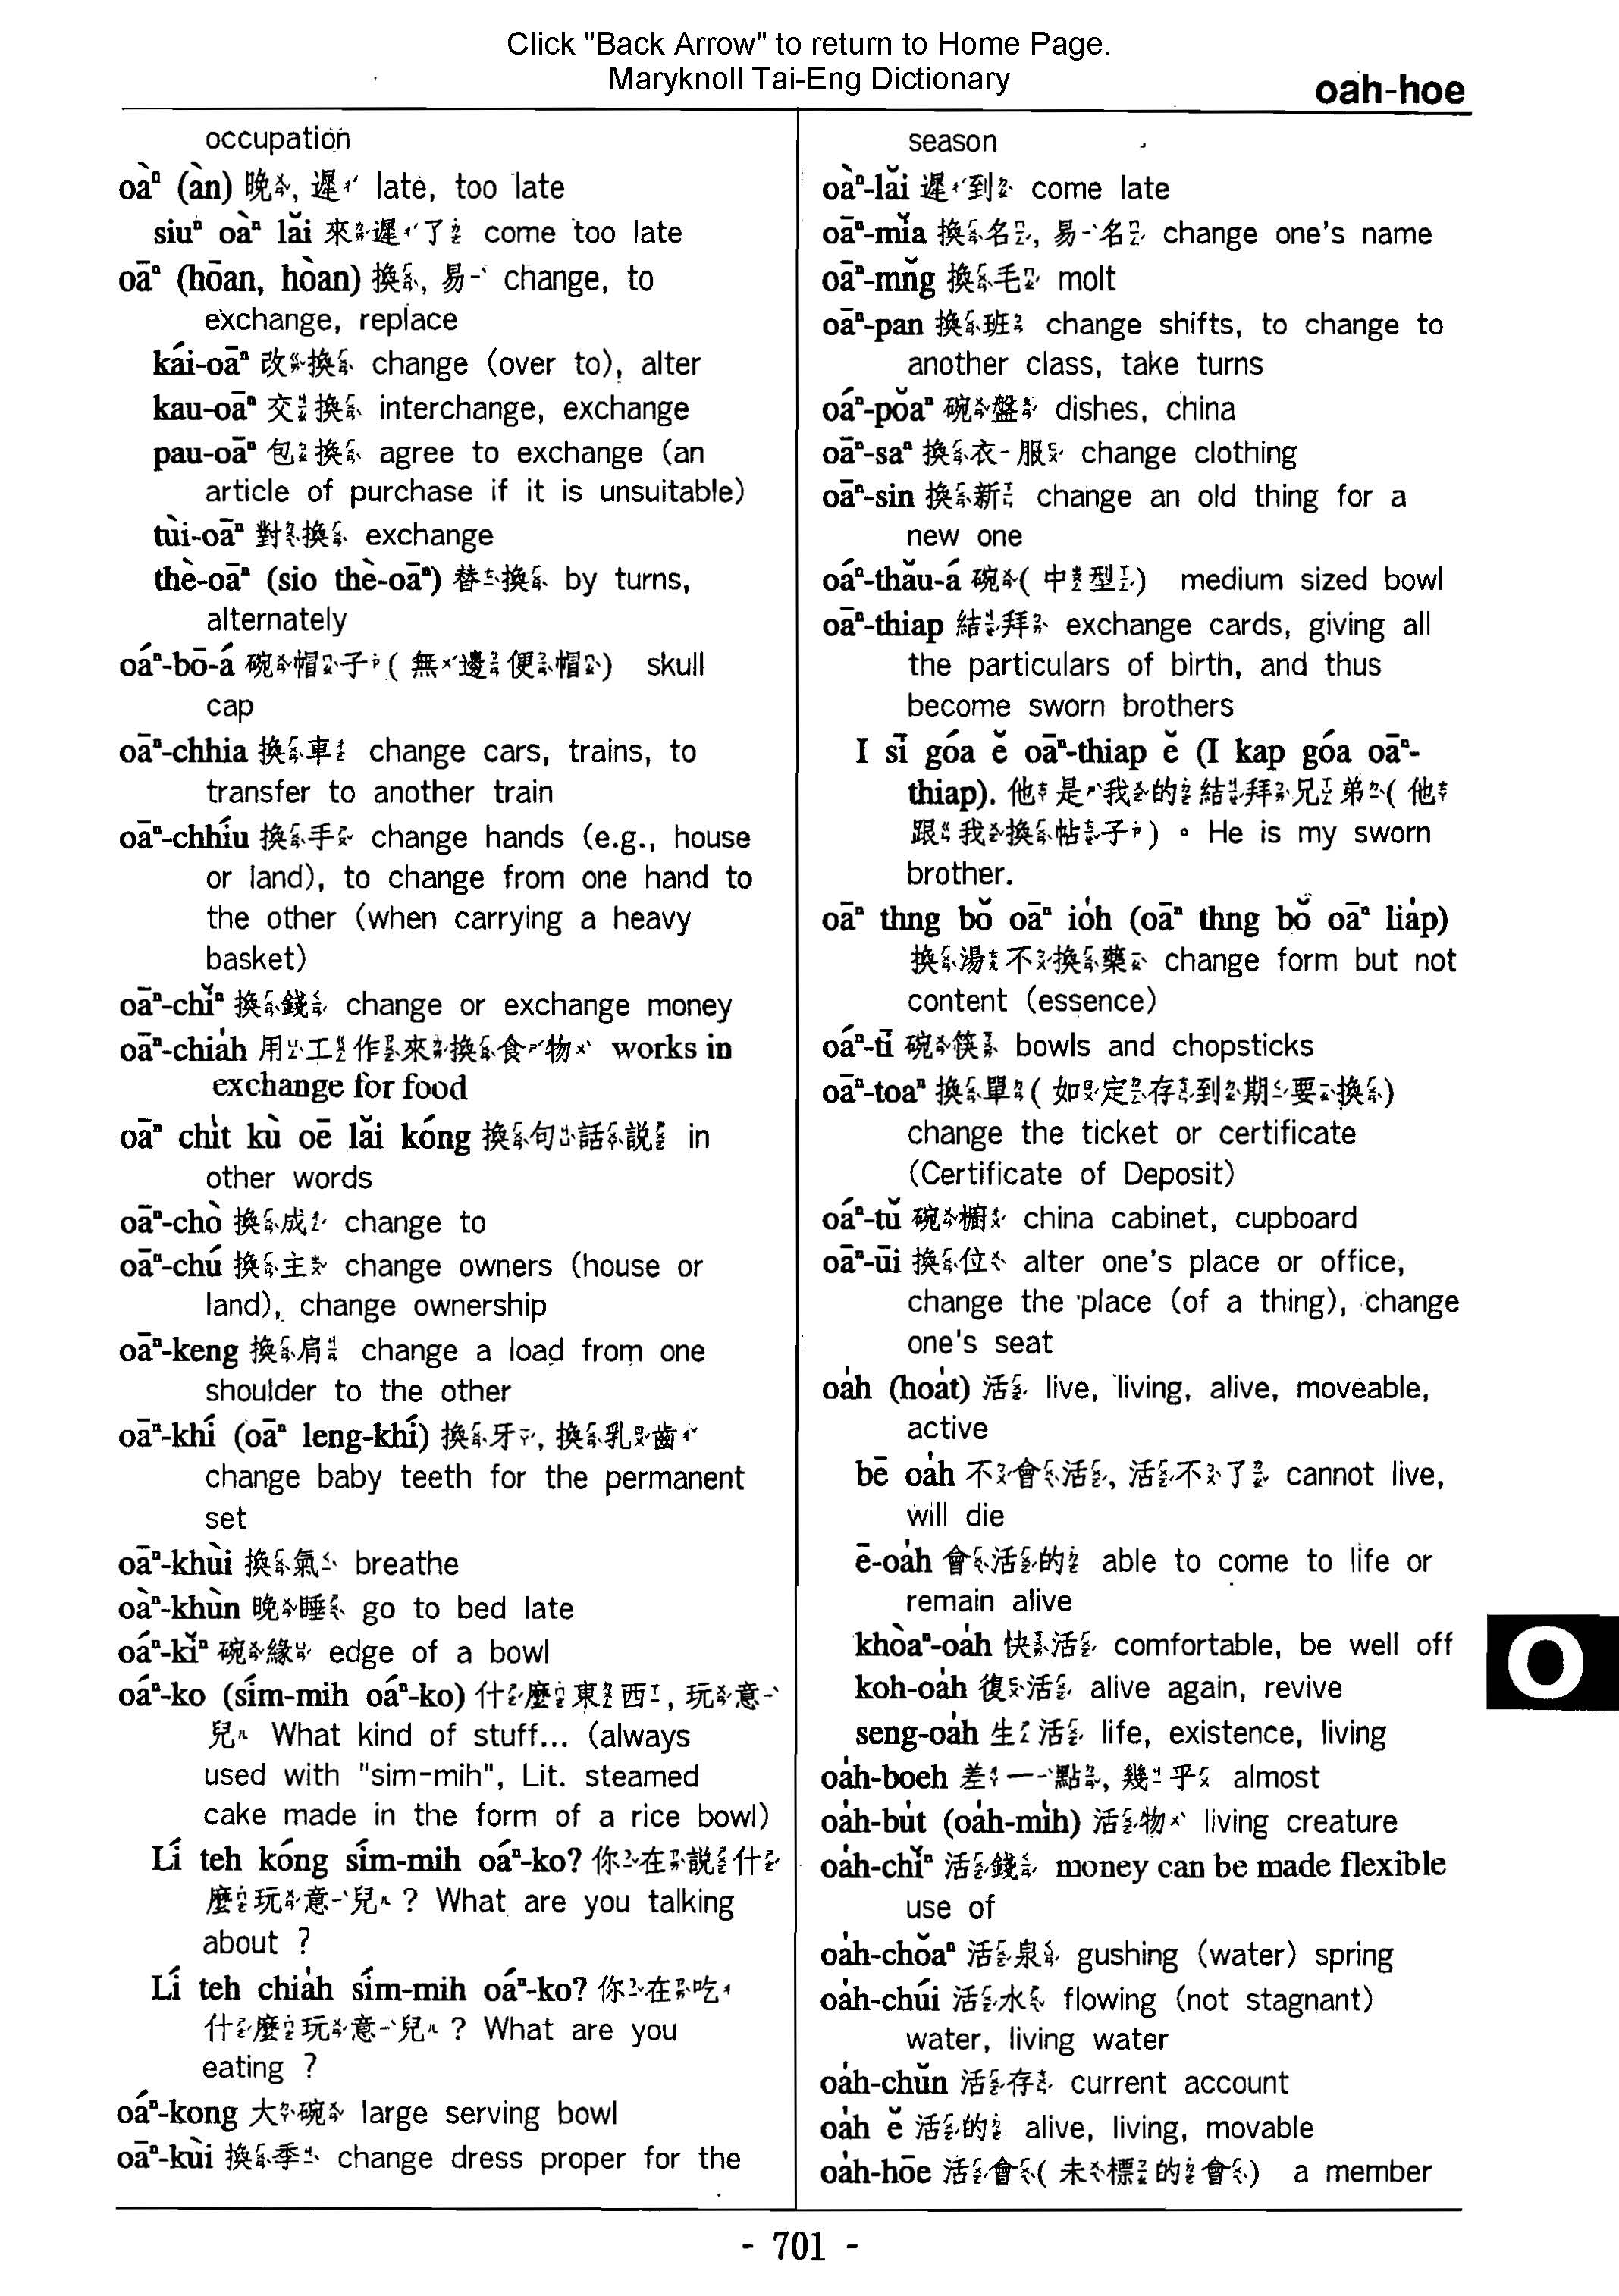 Click "Back Arrow" to return to Home Page.
Maryknoll Tai-Eng Dictionary
oah-hoe
occupation
oàⁿ (àn) 晚, 遲 late, too late
siuⁿ oàⁿ lăi 來遲了 come too late
oāⁿ (hōan, hòan) 換, 易 change, to
exchange, replace
kái-oāⁿ 改換 change (over to), alter
kau-oāⁿ 交換 interchange, exchange
pau-oāⁿ 包換 agree to exchange (an
article of purchase if it is unsuitable)
tùi-oāⁿ 對換 exchange
thè-oāⁿ (sio thè-oāⁿ) 替換 by turns,
alternately
oáⁿ-bō-á 碗帽子(無邊便帽) skull
cap
oāⁿ-chhia 換車 change cars, trains, to
transfer to another train
oāⁿ-chhíu 換手 change hands (e.g., house
or land), to change from one hand to
the other (when carrying a heavy
basket)
oāⁿ-chĭⁿ 換錢 change or exchange money
oāⁿ-chia̍h 用工作來換食物 works in
exchange for food
oāⁿ chi̍t kù oē lăi kóng 換句話說 in
other words
oāⁿ-chò 換成 change to
oāⁿ-chú 換主 change owners (house or
land), change ownership
oāⁿ-keng 換肩 change a load from one
shoulder to the other
oāⁿ-khí (oāⁿ leng-khí) 換牙, 換乳齒
change baby teeth for the permanent
set
oāⁿ-khùi 換氣 breathe
oàⁿ-khùn 晚睡 go to bed late
oáⁿ-kĭⁿ 碗緣 edge of a bowl
oáⁿ-ko (sím-mih oáⁿ-ko) 什麼東西, 玩意
兒 What kind of stuff... (always
used with "sim-mih", Lit. steamed
cake made in the form of a rice bowl)
Lí teh kóng sím-mih oáⁿ-ko? 你在說什
麼玩意兒? What are you talking
about ?
Lí teh chia̍h sím-mih oáⁿ-ko? 你在吃
什麼玩意兒? What are you
eating ?
oáⁿ-kong 大碗 large serving bowl
oāⁿ-kùi 換季 change dress proper for the
season
oàⁿ-lăi 遲到 come late
oāⁿ-mĭa 換名, 易名 change one's name
oāⁿ-mn̆g 換毛 molt
oāⁿ-pan 換班 change shifts, to change to
another class, take turns
oáⁿ-pŏaⁿ 碗盤 dishes, china
oāⁿ-saⁿ 換衣服 change clothing
oāⁿ-sin 換新 change an old thing for a
new one
oáⁿ-thău-á 碗(中型) medium sized bowl
oāⁿ-thiap 結拜 exchange cards, giving all
the particulars of birth, and thus
become sworn brothers
I sī góa ĕ oāⁿ-thiap ĕ (I kap góa oāⁿ-
thiap). 他是我的結拜兄弟(他
跟我換帖子)。He is my sworn
brother.
oāⁿ thng bŏ oāⁿ io̍h (oāⁿ thng bŏ oāⁿ lia̍p)
換湯不換藥 change form but not
content (essence)
oáⁿ-tī 碗筷 bowls and chopsticks
oāⁿ-toaⁿ 換單(如定存到期要換)
change the ticket or certificate
(Certificate of Deposit)
oáⁿ-tŭ 碗櫥 china cabinet, cupboard
oāⁿ-ūi 換位 alter one's place or office,
change the place (of a thing), change
one's seat
oa̍h (hoa̍t) 活 live, living, alive, moveable,
active
bē oa̍h 不會活, 活不了 cannot live,
will die
ē-oa̍h 會活的 able to come to life or
remain alive
khòaⁿ-oa̍h 快活 comfortable, be well off
koh-oa̍h 復活 alive again, revive
seng-oa̍h 生活 life, existence, living
oa̍h-boeh 差一點, 幾乎 almost
oa̍h-bu̍t (oa̍h-mi̍h) 活物 living creature
oa̍h-chĭⁿ 活錢 money can be made flexible
use of
oa̍h-chŏaⁿ 活泉 gushing (water) spring
oa̍h-chúi 活水 flowing (not stagnant)
water, living water
oa̍h-chŭn 活存 current account
oa̍h ĕ 活的 alive, living, movable
oa̍h-hōe 活會(未標的會) a member
O
- 701 -